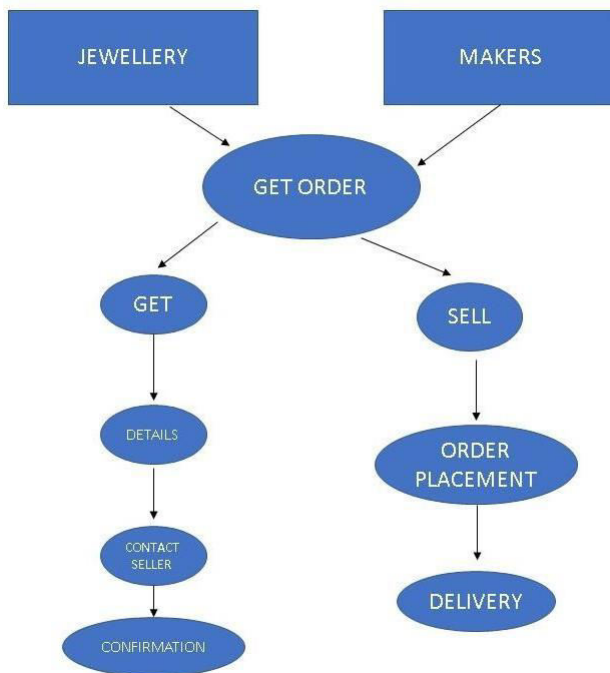 JEWELLERY
MAKERS
GET ORDER
GET
SELL
DETAILS
ORDER
PLACEMENT
CONTACT
SELLER
DELIVERY
CONFIRMATION